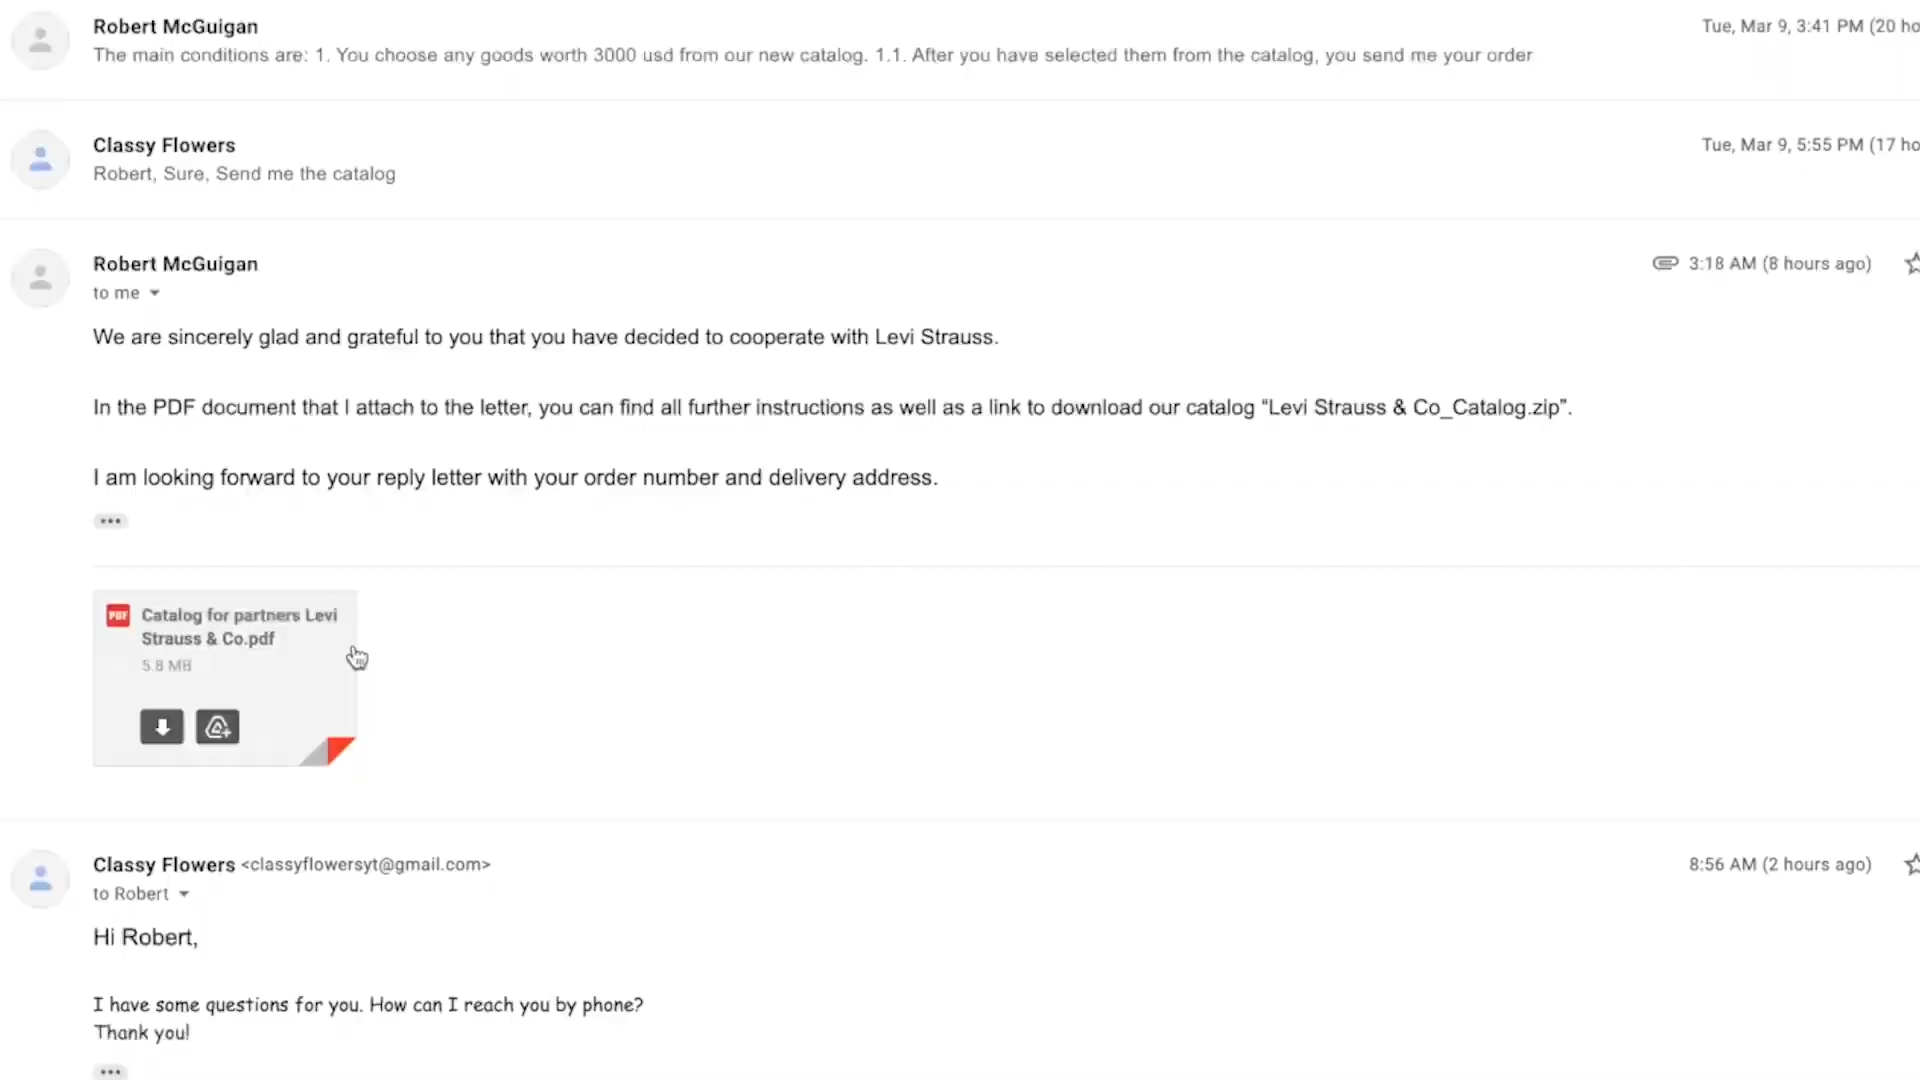 Robert McGuigan
Tue, Mar 9, 3:41 PM (20 ho
The main conditions are: 1. You choose any goods worth 3000 usd from our new catalog. 1.1. After you have selected them from the catalog, you send me your order
Classy Flowers
Tue, Mar 9, 5:55 PM (17 ho
Robert, Sure, Send me the catalog
Robert McGuigan
3:18 AM (8 hours ago)
to me
We are sincerely glad and grateful to you that you have decided to cooperate with Levi Strauss.
In the PDF document that I attach to the letter, you can find all further instructions as well as a link to download our catalog “Levi Strauss & Co_Catalog.zip”.
I am looking forward to your reply letter with your order number and delivery address.
PDF Catalog for partners Levi
Strauss & Co.pdf
5.8 MB
Classy Flowers <classyflowersyt@gmail.com>
8:56 AM (2 hours ago)
to Robert
Hi Robert,
I have some questions for you. How can I reach you by phone?
Thank you!